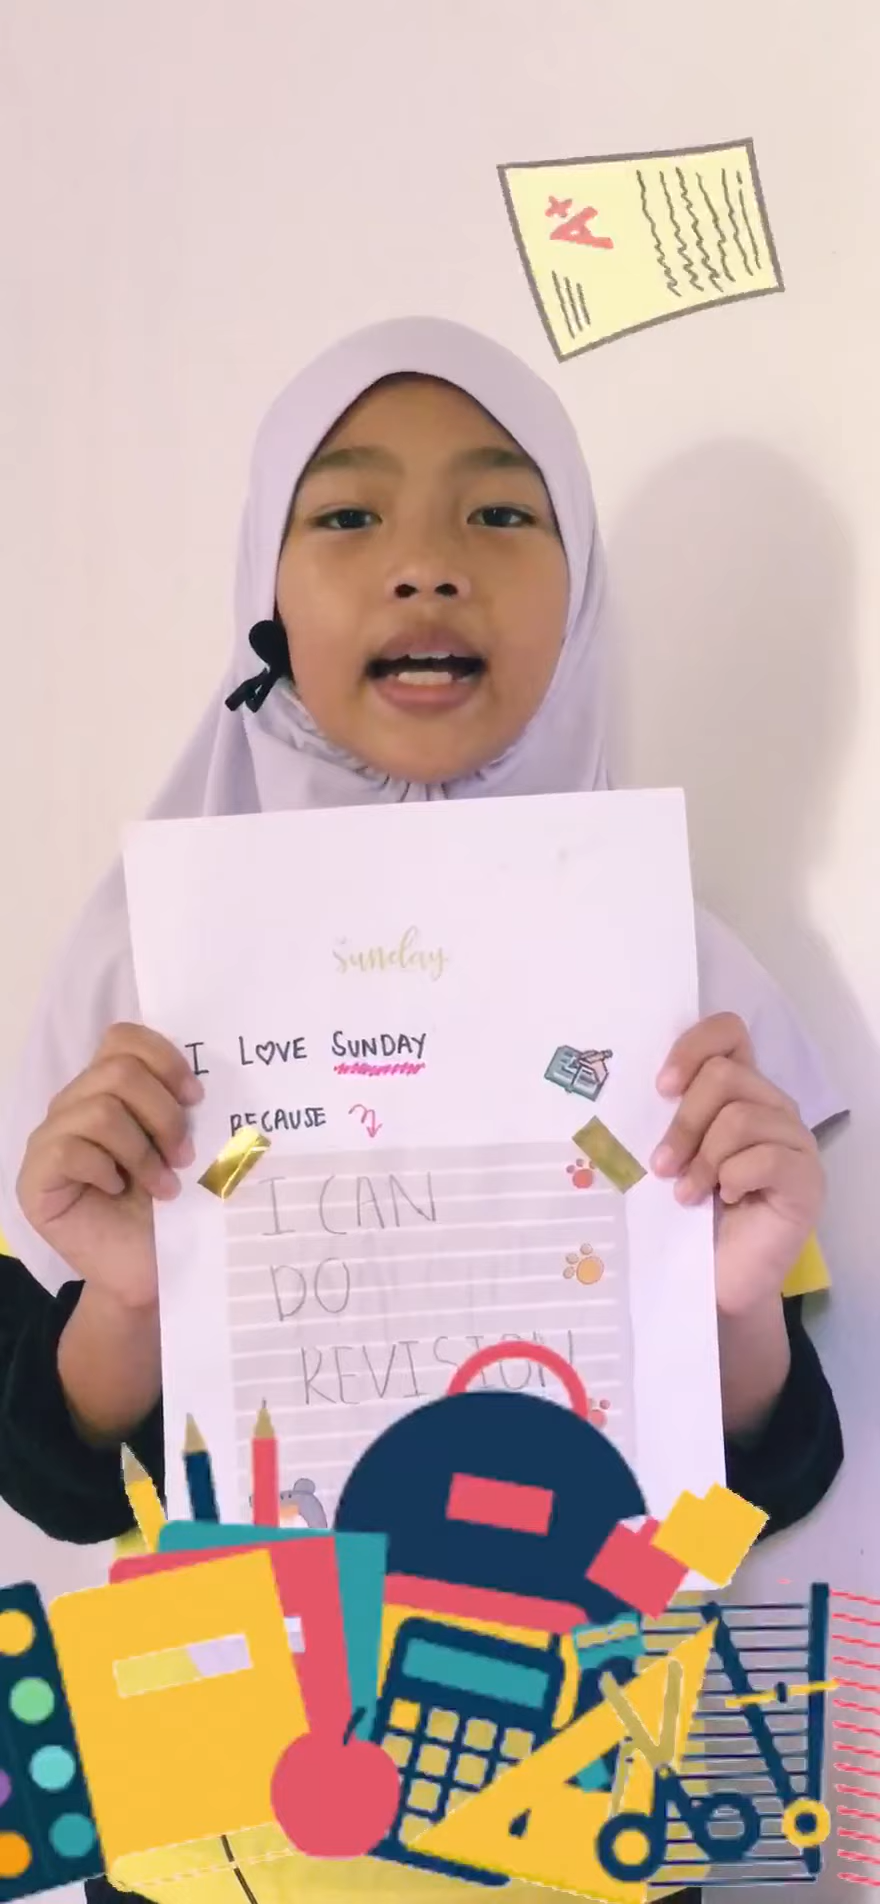 A+
sunday
I LOVE SUNDAY
BECAUSE
I CAN
DO
REVISION